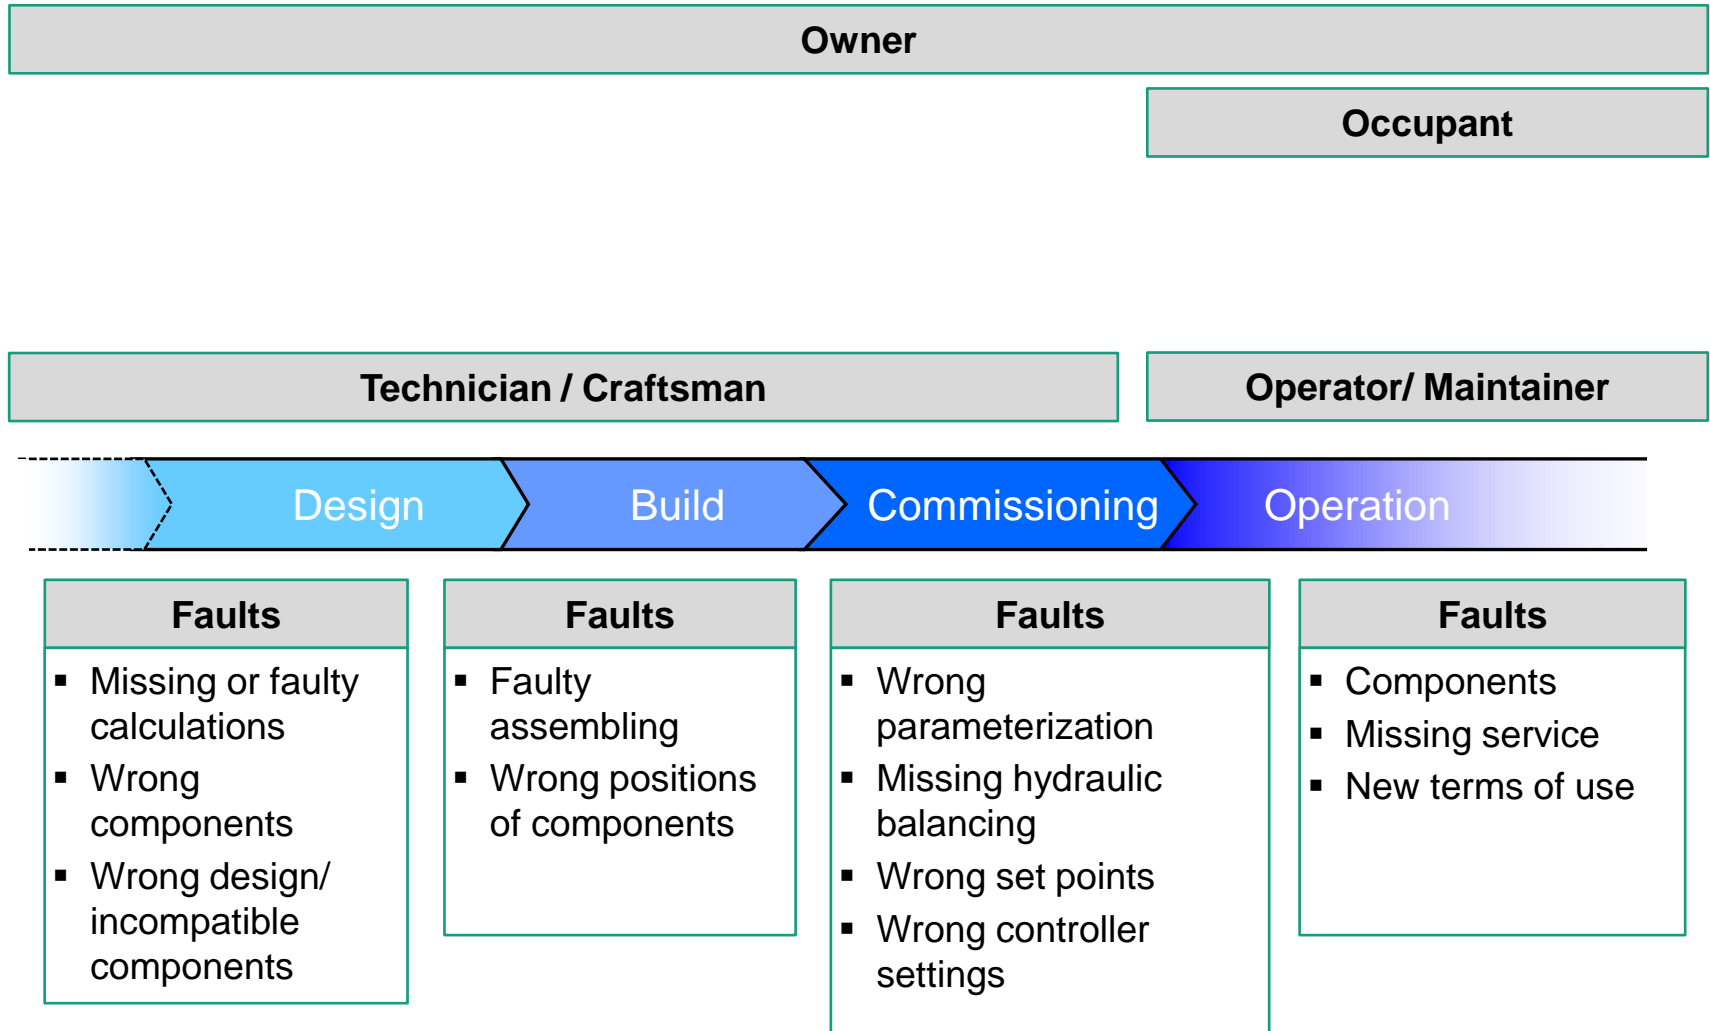 Owner
Occupant
Technician / Craftsman
Operator/ Maintainer
Design
Build
Commissioning
Operation
Faults
▪ Missing or faulty
calculations
▪ Wrong
components
▪ Wrong design/
incompatible
components
Faults
▪ Faulty
assembling
▪ Wrong positions
of components
Faults
▪ Wrong
parameterization
▪ Missing hydraulic
balancing
▪ Wrong set points
▪ Wrong controller
settings
Faults
▪ Components
▪ Missing service
▪ New terms of use